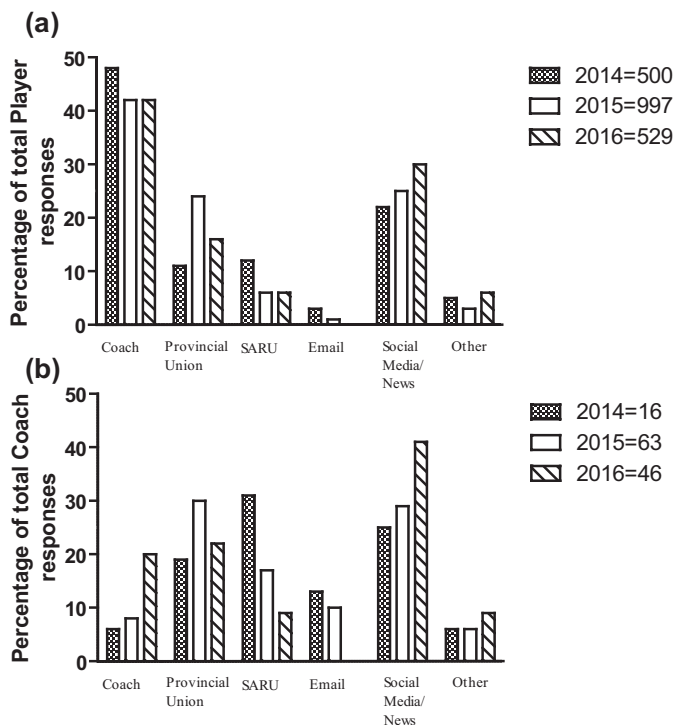 (a)
Percentage of total Player
responses
50
40
30
20
10
0
Coach
Provincial
Union
SARU
Email
Social
Media/
News
Other
2014=500
2015=997
2016=529
(b)
Percentage of total Coach
responses
50
40
30
20
10
0
Coach
Provincial
Union
SARU
Email
Social
Media/
News
Other
2014=16
2015=63
2016=46